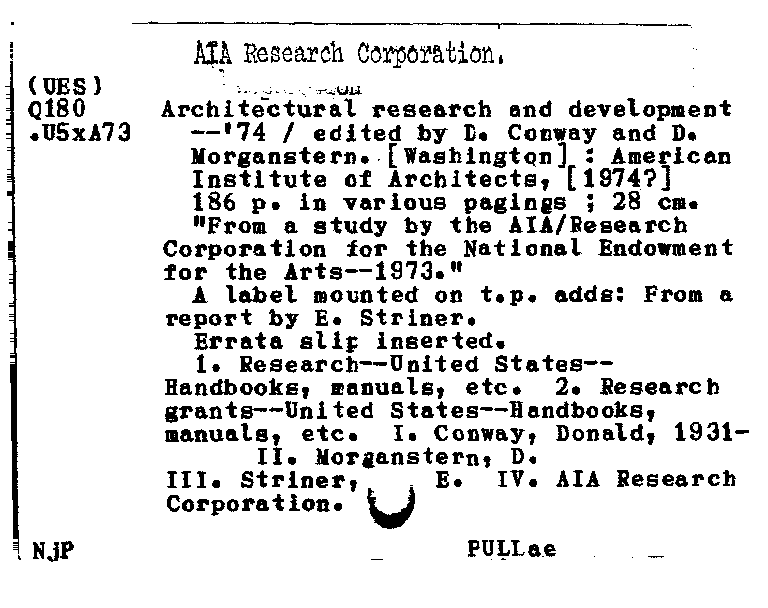 AIA Research Corporation.
(UES)
Q180 Architectural research and development
.U5xA73 --'74 / edited by D. Conway and D.
Morganstern. [Washington] : American
Institute of Architects, [1974?]
186 p. in various pagings ; 28 cm.
"From a study by the AIA/Research
Corporation for the National Endowment
for the Arts--1973."
A label mounted on t.p. adds: From a
report by E. Striner.
Errata slip inserted.
1. Research--United States--
Handbooks, manuals, etc. 2. Research
grants--United States--Handbooks,
manuals, etc. I. Conway, Donald, 1931-
II. Morganstern, D.
III. Striner, E. IV. AIA Research
Corporation.
NjP PULLae